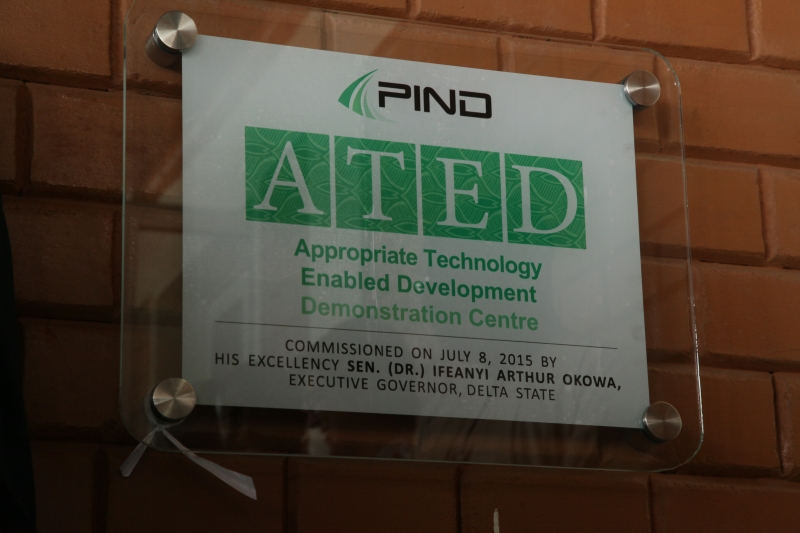 PIND
ATED
Appropriate Technology
Enabled Development
Demonstration Centre
COMMISSIONED ON JULY 8, 2015 BY
HIS EXCELLENCY SEN. (DR.) IFEANYI ARTHUR OKOWA,
EXECUTIVE GOVERNOR, DELTA STATE